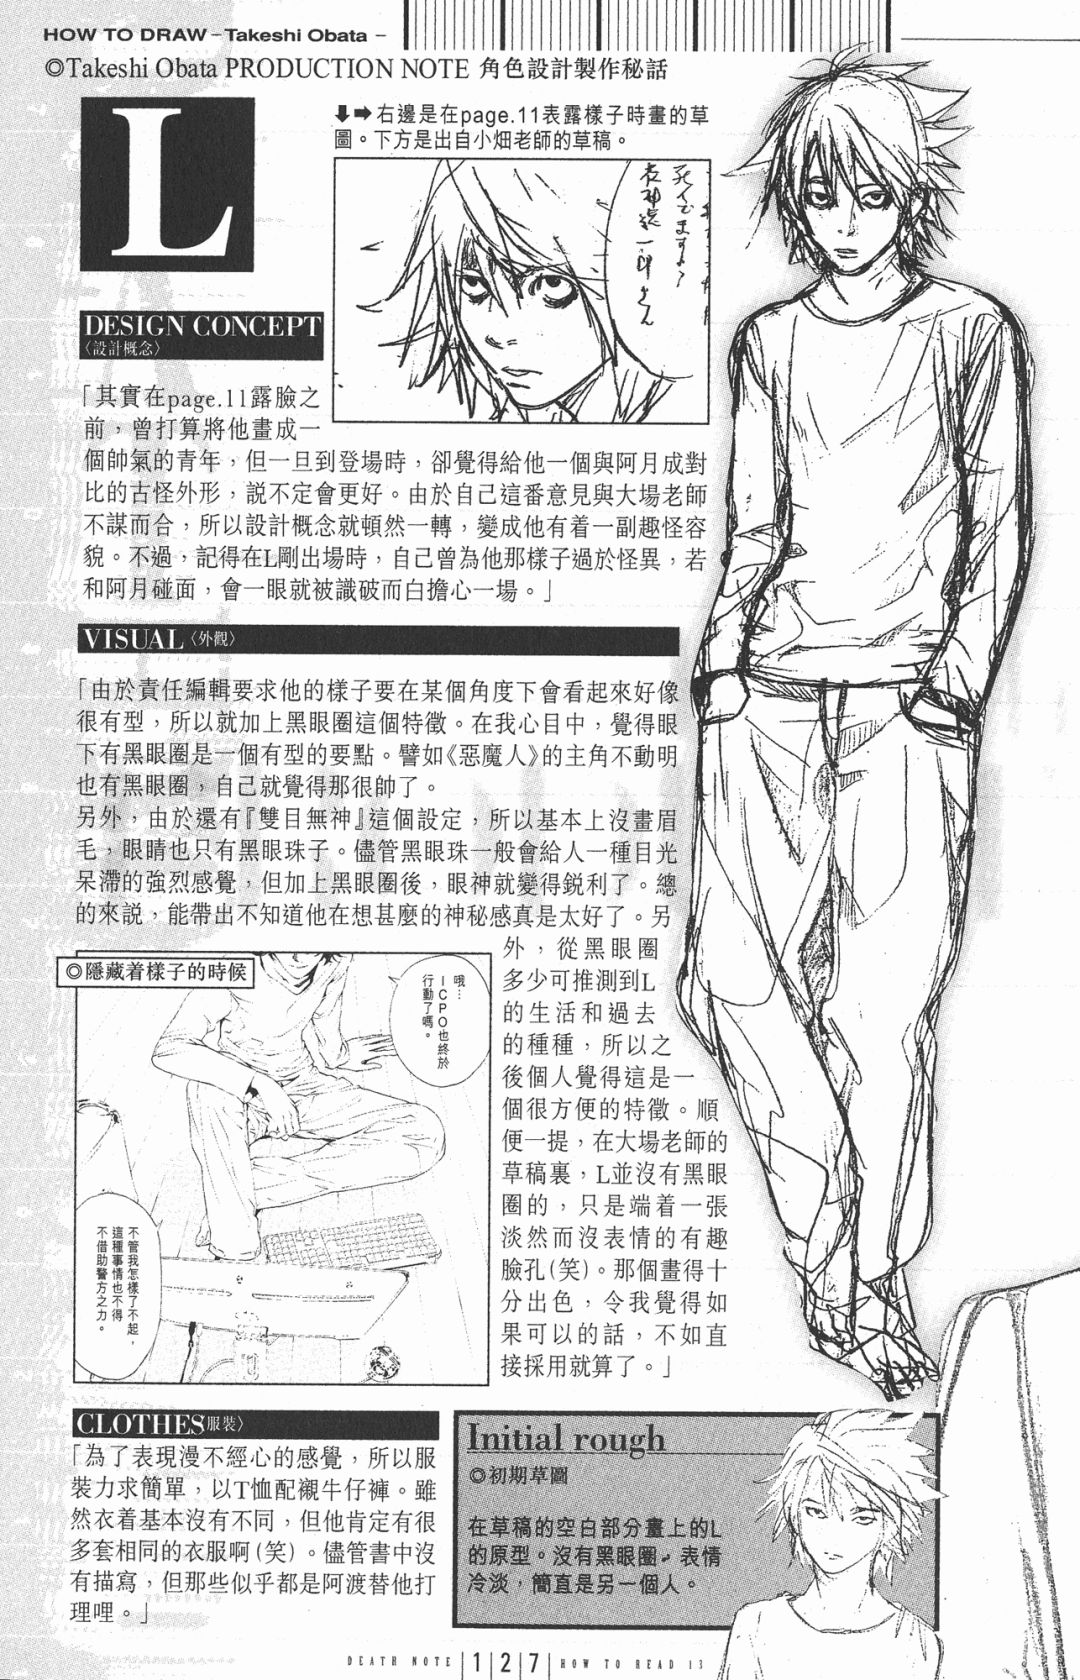 HOW TO DRAW –Takeshi Obata –
◎Takeshi Obata PRODUCTION NOTE 角色設計製作秘話
L
⬇➡右邊是在page.11表露樣子時畫的草
圖。下方是出自小畑老師的草稿。
死んでます？
夜神総一郎さん
DESIGN CONCEPT
〈設計概念〉
「其實在page.11露臉之
前，曾打算將他畫成一
個帥氣的青年，但一旦到登場時，卻覺得給他一個與阿月成對
比的古怪外形，説不定會更好。由於自己這番意見與大場老師
不謀而合，所以設計概念就頓然一轉，變成他有着一副趣怪容
貌。不過，記得在L剛出場時，自己曾為他那樣子過於怪異，若
和阿月碰面，會一眼就被識破而白擔心一場。」
VISUAL〈外觀〉
「由於責任編輯要求他的樣子要在某個角度下會看起來好像
很有型，所以就加上黑眼圈這個特徵。在我心目中，覺得眼
下有黑眼圈是一個有型的要點。譬如《惡魔人》的主角不動明
也有黑眼圈，自己就覺得那很帥了。
另外，由於還有『雙目無神』這個設定，所以基本上沒畫眉
毛，眼睛也只有黑眼珠子。儘管黑眼珠一般會給人一種目光
呆滯的強烈感覺，但加上黑眼圈後，眼神就變得鋭利了。總
的來説，能帶出不知道他在想甚麼的神秘感真是太好了。另
外，從黑眼圈
多少可推測到L
的生活和過去
的種種，所以之
後個人覺得這是一
個很方便的特徵。順
便一提，在大場老師的
草稿裏，L並沒有黑眼
圈的，只是端着一張
淡然而沒表情的有趣
臉孔(笑)。那個畫得十
分出色，令我覺得如
果可以的話，不如直
接採用就算了。」
◎隱藏着樣子的時候
哦…
ICPO也終於
行動了嗎。
不管我怎樣了不起，
這種事情也不得
不借助警方之力。
CLOTHES服裝〉
「為了表現漫不經心的感覺，所以服
裝力求簡單，以T恤配襯牛仔褲。雖
然衣着基本沒有不同，但他肯定有很
多套相同的衣服啊(笑)。儘管書中沒
有描寫，但那些似乎都是阿渡替他打
理哩。」
Initial rough
◎初期草圖
在草稿的空白部分畫上的L
的原型。沒有黑眼圈，表情
冷淡，簡直是另一個人。
DEATH NOTE 127 HOW TO READ 13